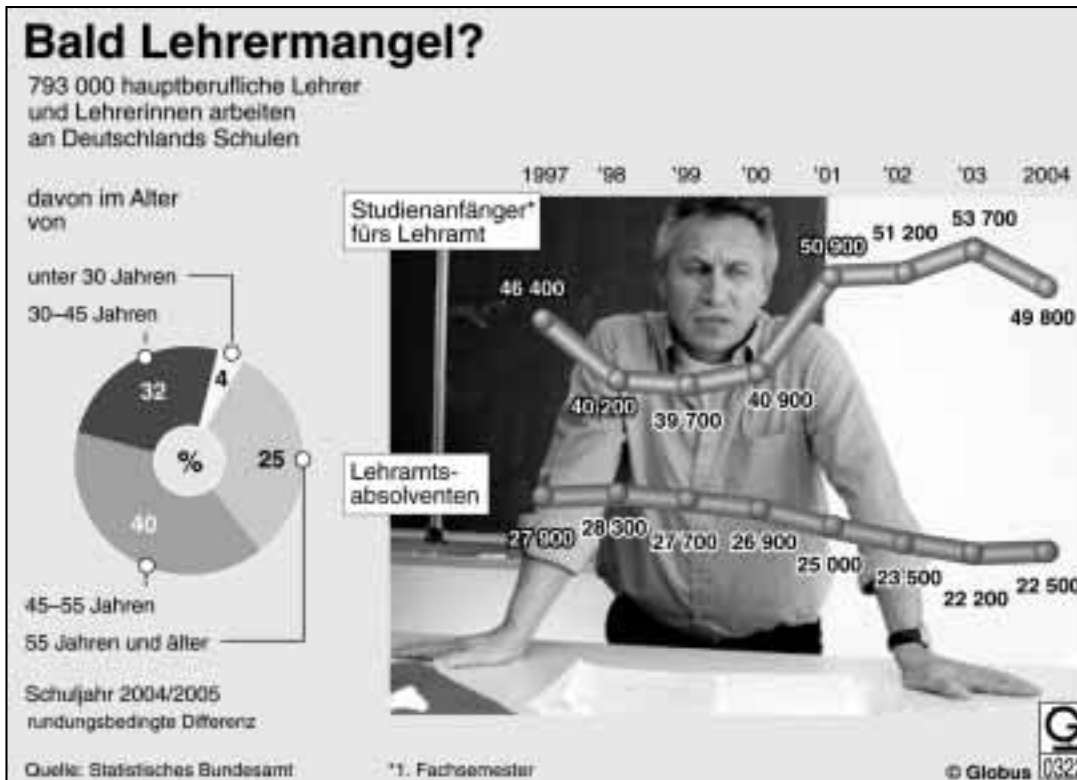 Bald Lehrermangel?
793 000 hauptberufliche Lehrer
und Lehrerinnen arbeiten
an Deutschlands Schulen
davon im Alter
von
unter 30 Jahren
30–45 Jahren
32
4
%
25
40
45–55 Jahren
55 Jahren und älter
Schuljahr 2004/2005
rundungsbedingte Differenz
1997 '98 '99 '00 '01 '02 '03 2004
Studienanfänger*
fürs Lehramt
46 400
40 200
39 700
40 900
50 900
51 200
53 700
49 800
Lehramts-
absolventen
27 900
28 300
27 700
26 900
25 000
23 500
22 200
22 500
Quelle: Statistisches Bundesamt
*1. Fachsemester
© Globus
G